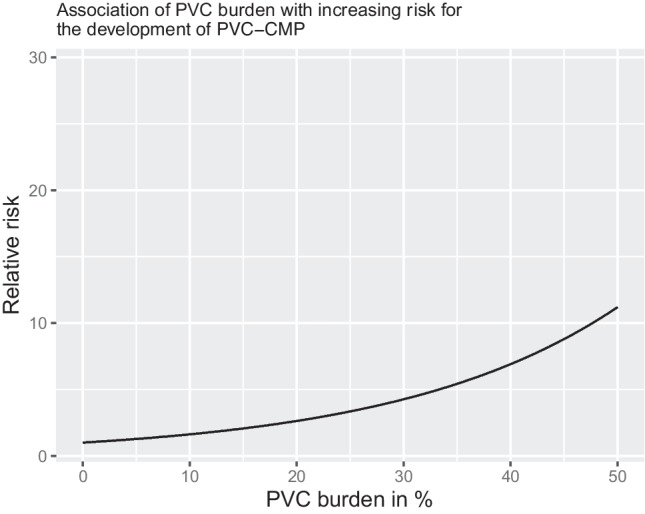 Association of PVC burden with increasing risk for
the development of PVC–CMP
30
20
10
0
Relative risk
0 10 20 30 40 50
PVC burden in %